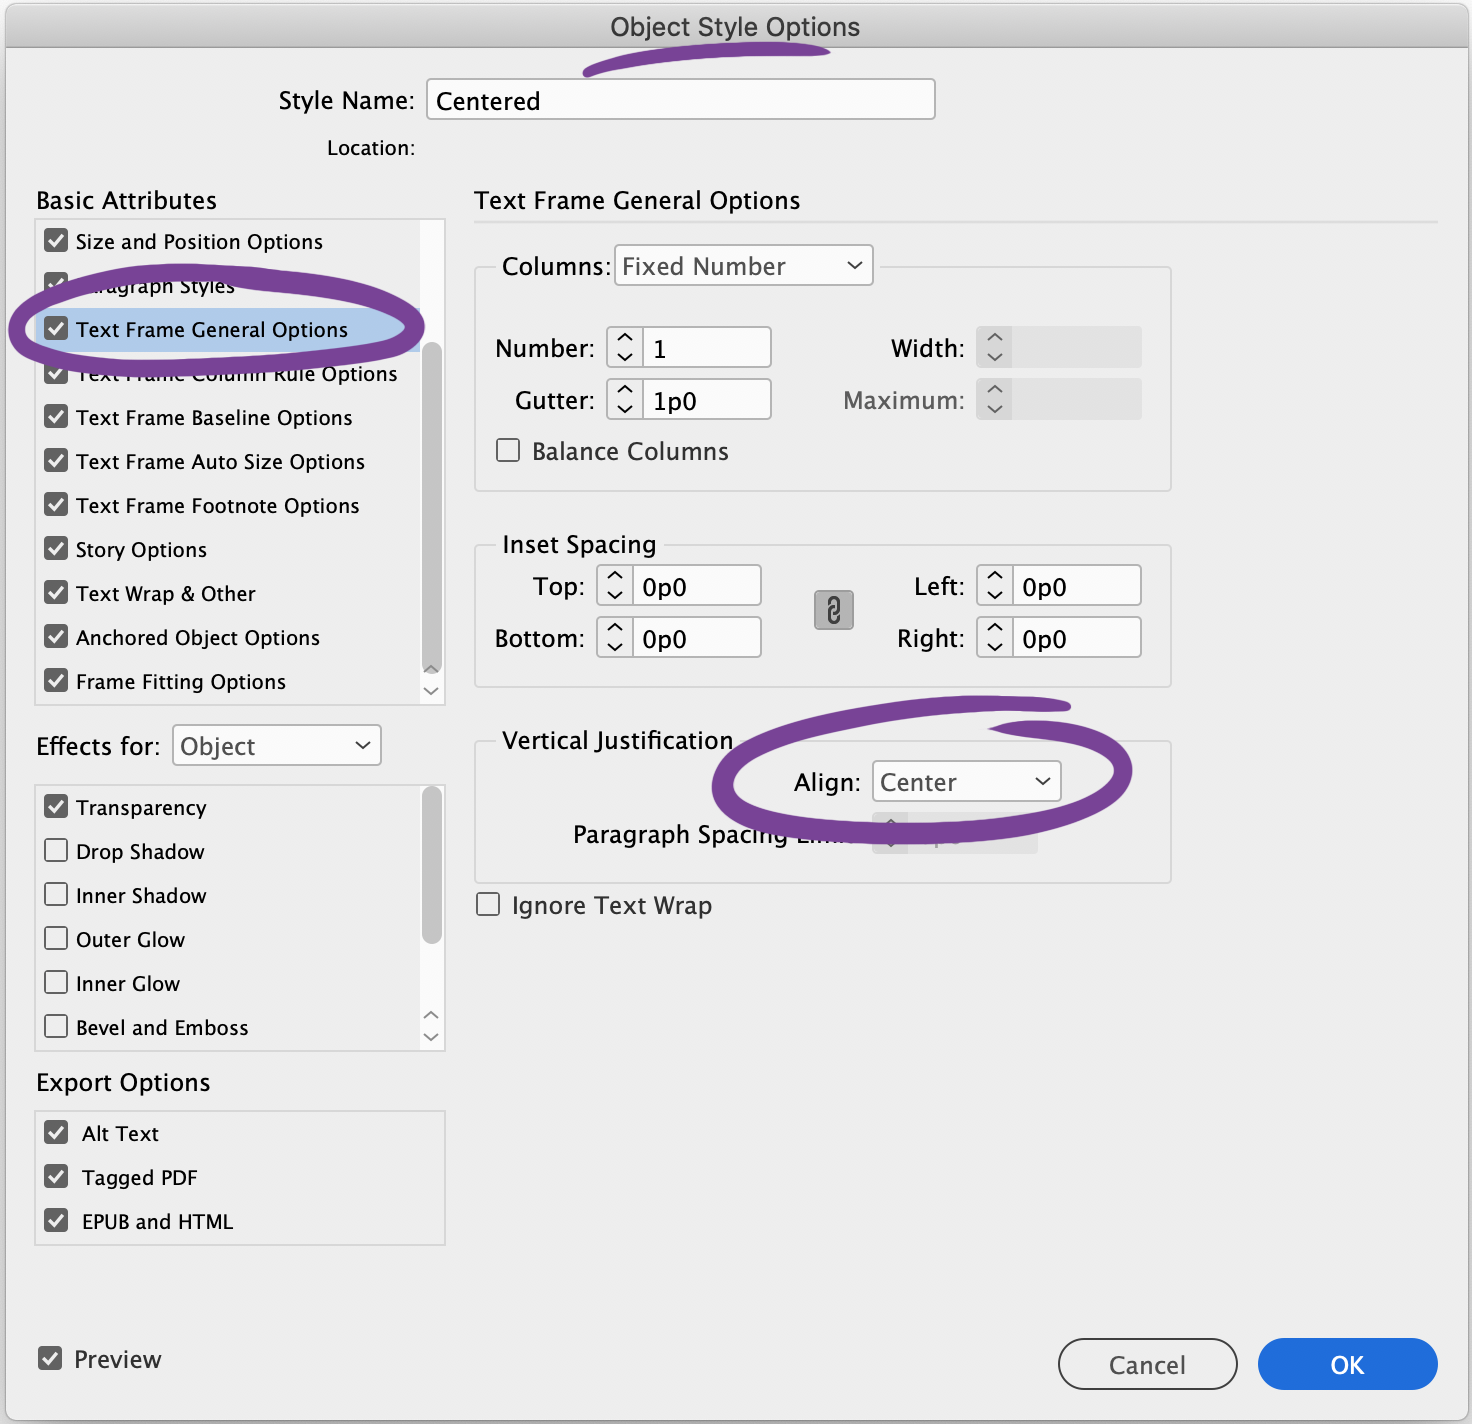 Object Style Options
Style Name: Centered
Location:
Basic Attributes
Size and Position Options
Paragraph Styles
Text Frame General Options
Text Frame Column Rule Options
Text Frame Baseline Options
Text Frame Auto Size Options
Text Frame Footnote Options
Story Options
Text Wrap & Other
Anchored Object Options
Frame Fitting Options
Effects for: Object
Transparency
Drop Shadow
Inner Shadow
Outer Glow
Inner Glow
Bevel and Emboss
Export Options
Alt Text
Tagged PDF
EPUB and HTML
Preview
Text Frame General Options
Columns: Fixed Number
Number: 1 Width:
Gutter: 1p0 Maximum:
Balance Columns
Inset Spacing
Top: 0p0 Left: 0p0
Bottom: 0p0 Right: 0p0
Vertical Justification
Align: Center
Paragraph Spacing
Ignore Text Wrap
Cancel OK